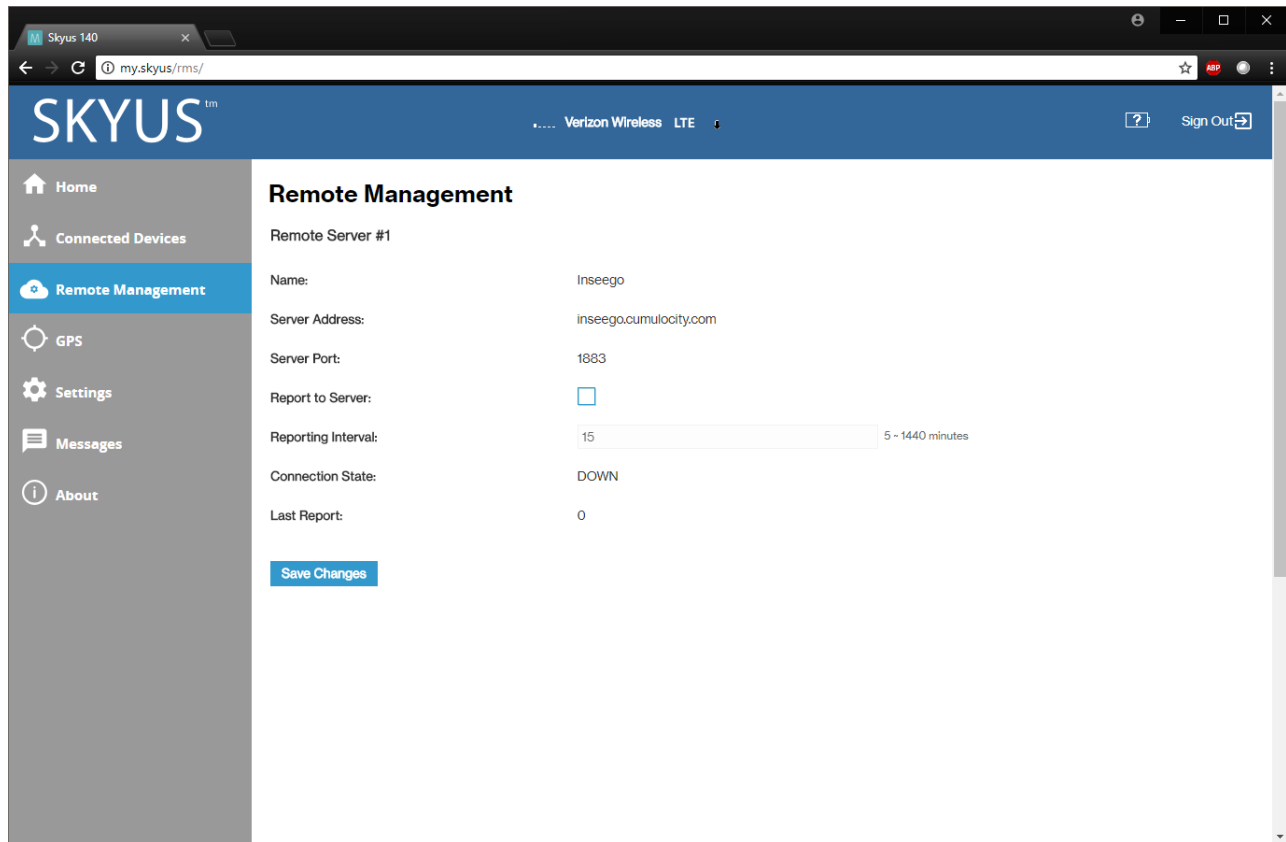 M Skyus 140
my.skyus/rms/
ABP
SKYUS tm
Verizon Wireless LTE
?
Sign Out
Home
Connected Devices
Remote Management
GPS
Settings
Messages
About
Remote Management
Remote Server #1
Name: Inseego
Server Address: inseego.cumulocity.com
Server Port: 1883
Report to Server:
Reporting Interval: 15 5 ~ 1440 minutes
Connection State: DOWN
Last Report: 0
Save Changes